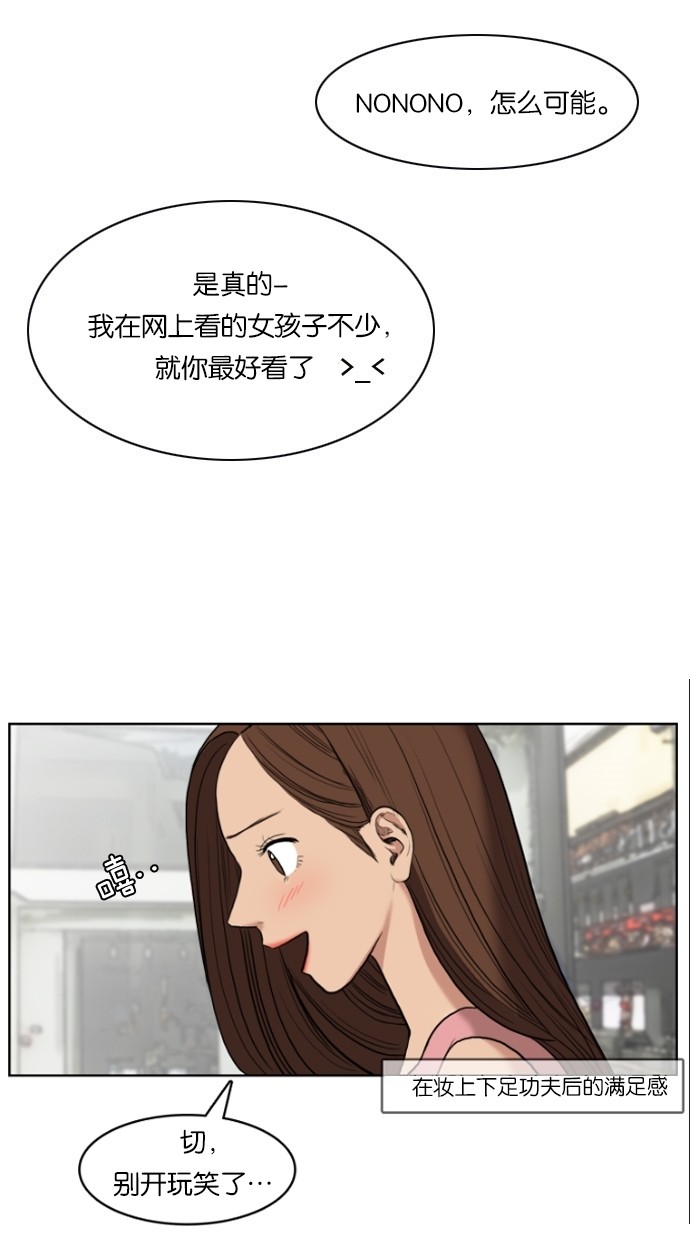 NONONO，怎么可能。
是真的-
我在网上看的女孩子不少，
就你最好看了 >_<
嘻··
在妆上下足功夫后的满足感
切，
别开玩笑了…